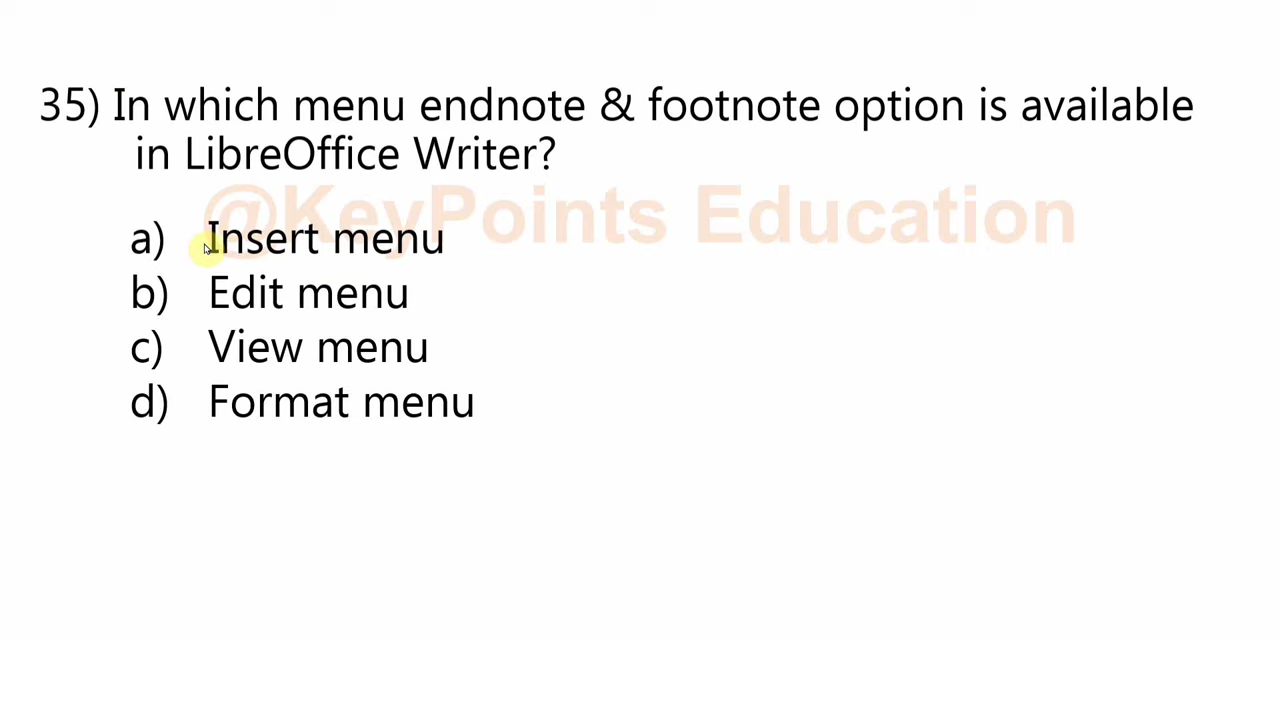 35) In which menu endnote & footnote option is available
in LibreOffice Writer?
@KeyPoints Education
a) Insert menu
b) Edit menu
c) View menu
d) Format menu